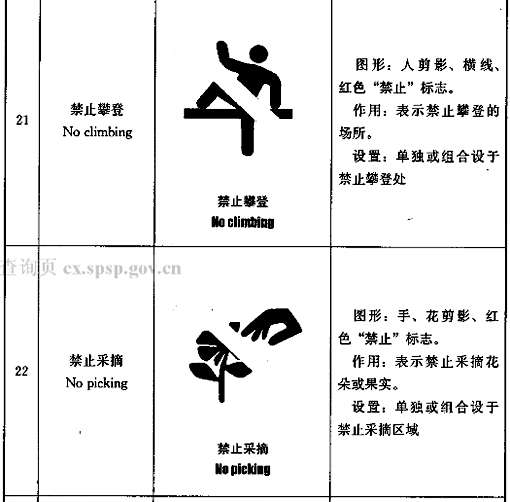 21
禁止攀登
No climbing
禁止攀登
No climbing
图形：人剪影、横线、
红色“禁止”标志。
作用：表示禁止攀登的
场所。
设置：单独或组合设于
禁止攀登处
查询页 cx.spsp.gov.cn
22
禁止采摘
No picking
禁止采摘
No picking
图形：手、花剪影、红
色“禁止”标志。
作用：表示禁止采摘花
朵或果实。
设置：单独或组合设于
禁止采摘区域